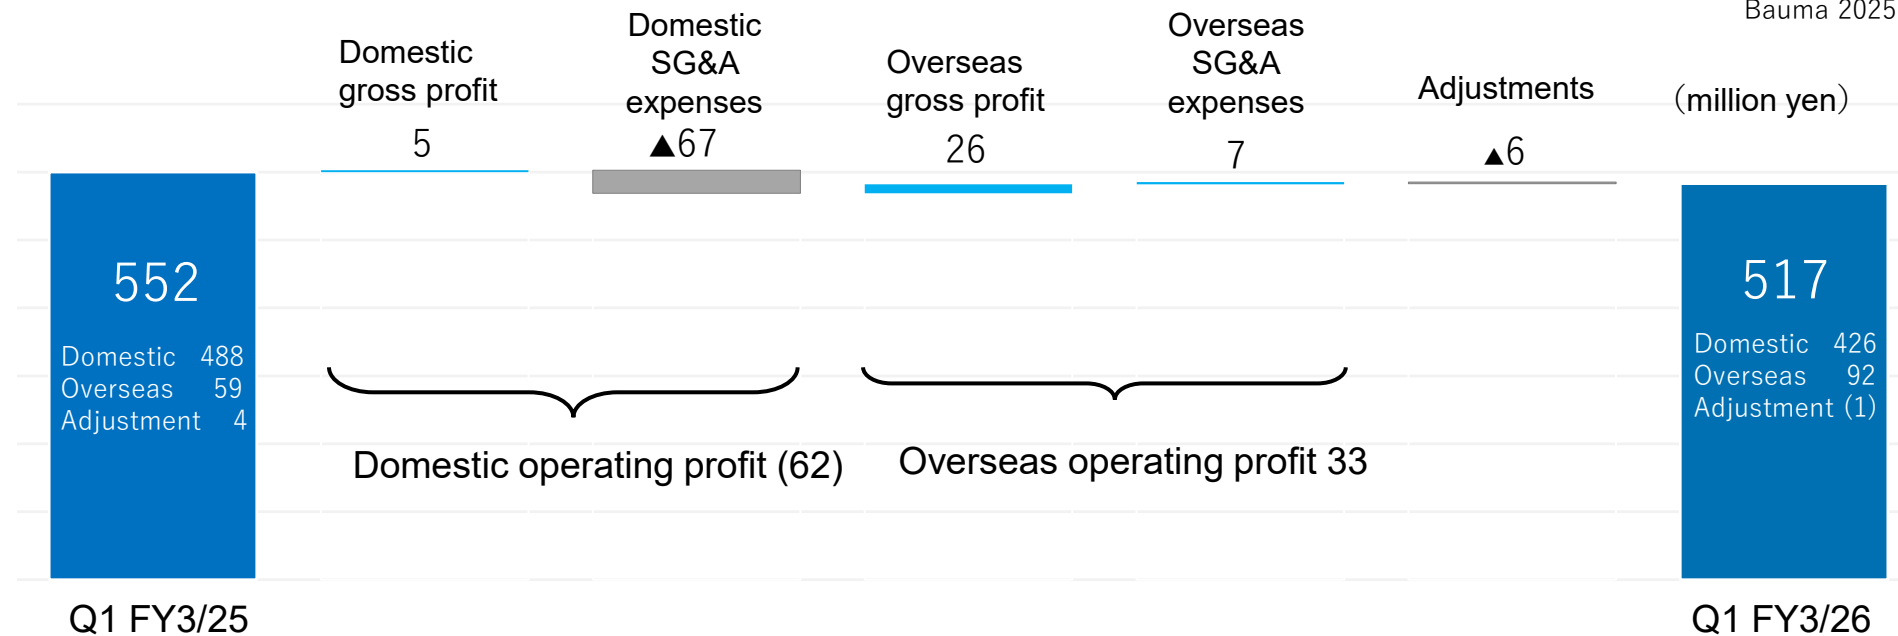 Bauma 2025
Domestic
gross profit
5
Domestic
SG&A
expenses
▲67
Overseas
gross profit
26
Overseas
SG&A
expenses
7
Adjustments
▲6
（million yen）
552
Domestic 488
Overseas 59
Adjustment 4
517
Domestic 426
Overseas 92
Adjustment (1)
Domestic operating profit (62)
Overseas operating profit 33
Q1 FY3/25
Q1 FY3/26